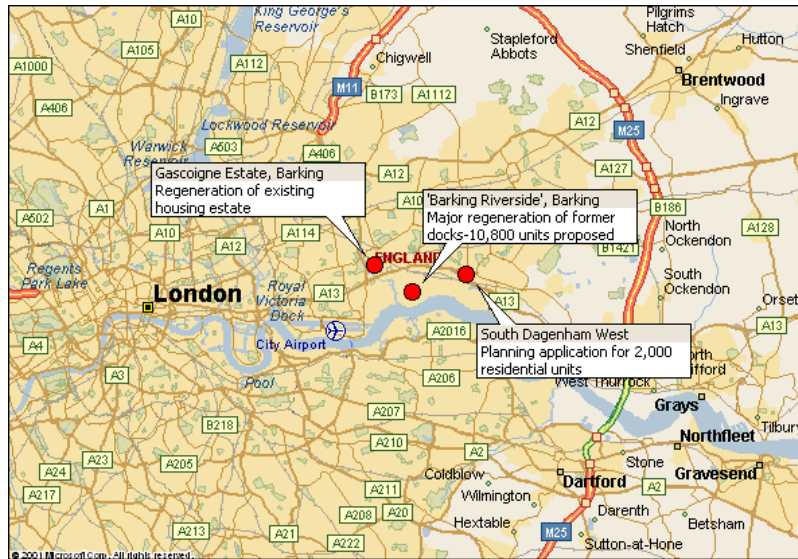 King George's
Reservoir
A10
A10
A105
A1000
A112
Chigwell
Stapleford
Abbots
Pilgrims
Hatch
Shenfield
Hutton
Brentwood
Ingrave
M11
B173
A1112
A406
Lockwood Reservoir
Warwick
Reservoir
A503
A406
A12
M25
A127
A12
Gascoigne Estate, Barking
Regeneration of existing
housing estate
'Barking Riverside', Barking
Major regeneration of former
docks-10,800 units proposed
A10
B186
A128
A502
A1
A10
A12
A114
North
Ockendon
B1421
ENGLAND
Regents
Park Lake
Royal
Victoria
Dock
A13
A13
South
Ockendon
London
City Airport
A2016
A13
South Dagenham West
Planning application for 2,000
residential units
A4
A3
Pool
A206
West Thurrock
Grays
Tilbury
A207
B218
A210
A2
Northfleet
Stone
Gravesend
A24
A23
A205
A217
Coldblow
Dartford
A2
A211
Wilmington
A208
A20
Hextable
M25
Darenth
Betsham
A213
A21
A222
Sutton-at-Hone
© 2001 Microsoft Corp. All rights reserved.